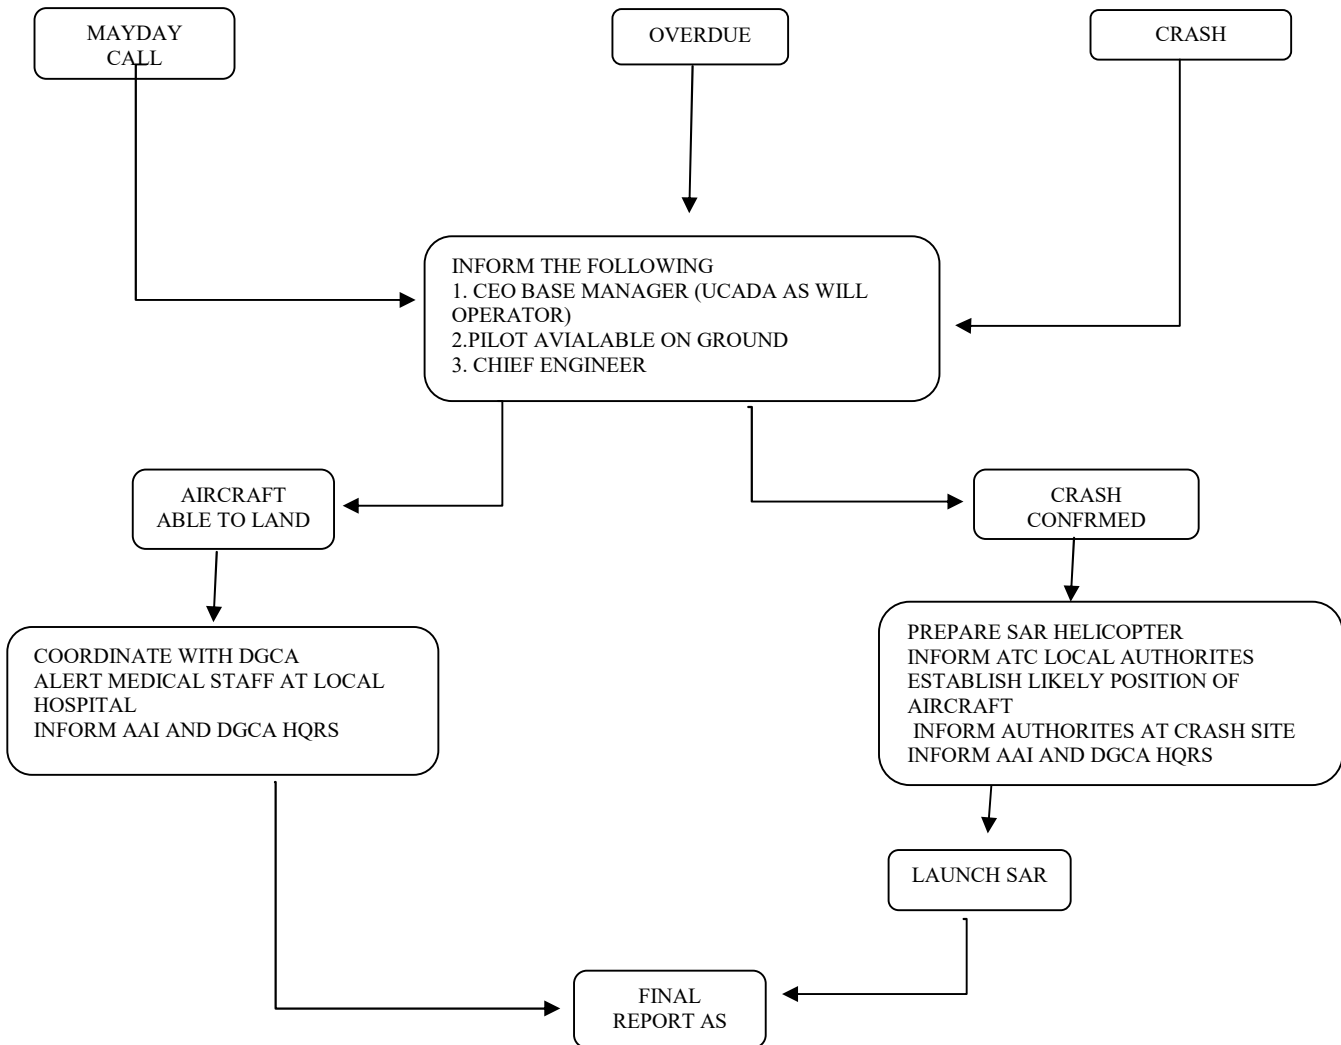 MAYDAY
CALL
OVERDUE
CRASH
INFORM THE FOLLOWING
1. CEO BASE MANAGER (UCADA AS WILL
OPERATOR)
2.PILOT AVIALABLE ON GROUND
3. CHIEF ENGINEER
AIRCRAFT
ABLE TO LAND
CRASH
CONFRMED
COORDINATE WITH DGCA
ALERT MEDICAL STAFF AT LOCAL
HOSPITAL
INFORM AAI AND DGCA HQRS
PREPARE SAR HELICOPTER
INFORM ATC LOCAL AUTHORITES
ESTABLISH LIKELY POSITION OF
AIRCRAFT
INFORM AUTHORITES AT CRASH SITE
INFORM AAI AND DGCA HQRS
LAUNCH SAR
FINAL
REPORT AS